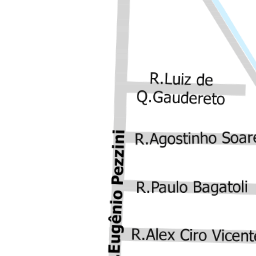 R.Luiz de
Q.Gaudereto
R.Agostinho Soare
R.Paulo Bagatoli
R.Alex Ciro Vicente
.Eugênio Pezzini